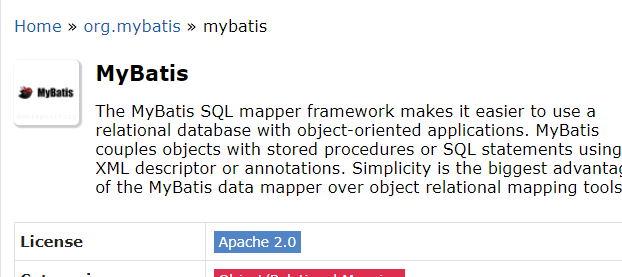 Home » org.mybatis » mybatis
MyBatis
MyBatis
The MyBatis SQL mapper framework makes it easier to use a
relational database with object-oriented applications. MyBatis
couples objects with stored procedures or SQL statements using
XML descriptor or annotations. Simplicity is the biggest advantag
of the MyBatis data mapper over object relational mapping tools
License
Apache 2.0